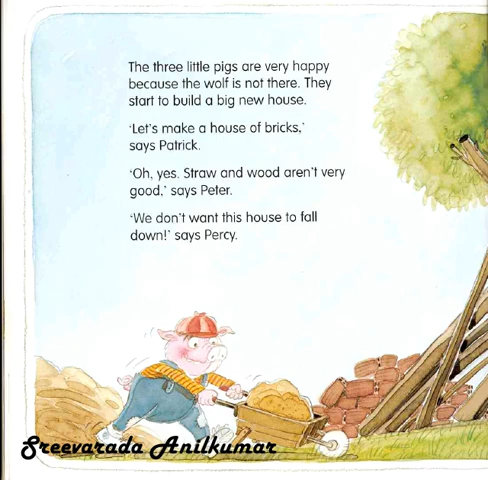 The three little pigs are very happy
because the wolf is not there. They
start to build a big new house.
'Let's make a house of bricks,'
says Patrick.
'Oh, yes. Straw and wood aren't very
good,' says Peter.
'We don't want this house to fall
down!' says Percy.
Sreevarada Anilkumar